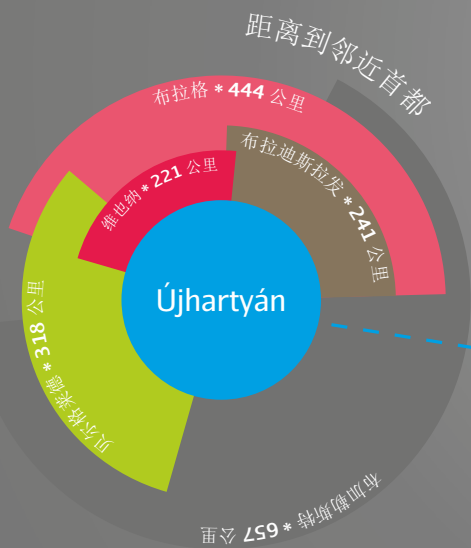 距离到邻近首都
布拉格 * 444 公里
布拉迪斯拉发 * 241 公里
维也纳 * 221 公里
Újhartyán
贝尔格莱德 * 318 公里
布加勒斯特 * 657 公里